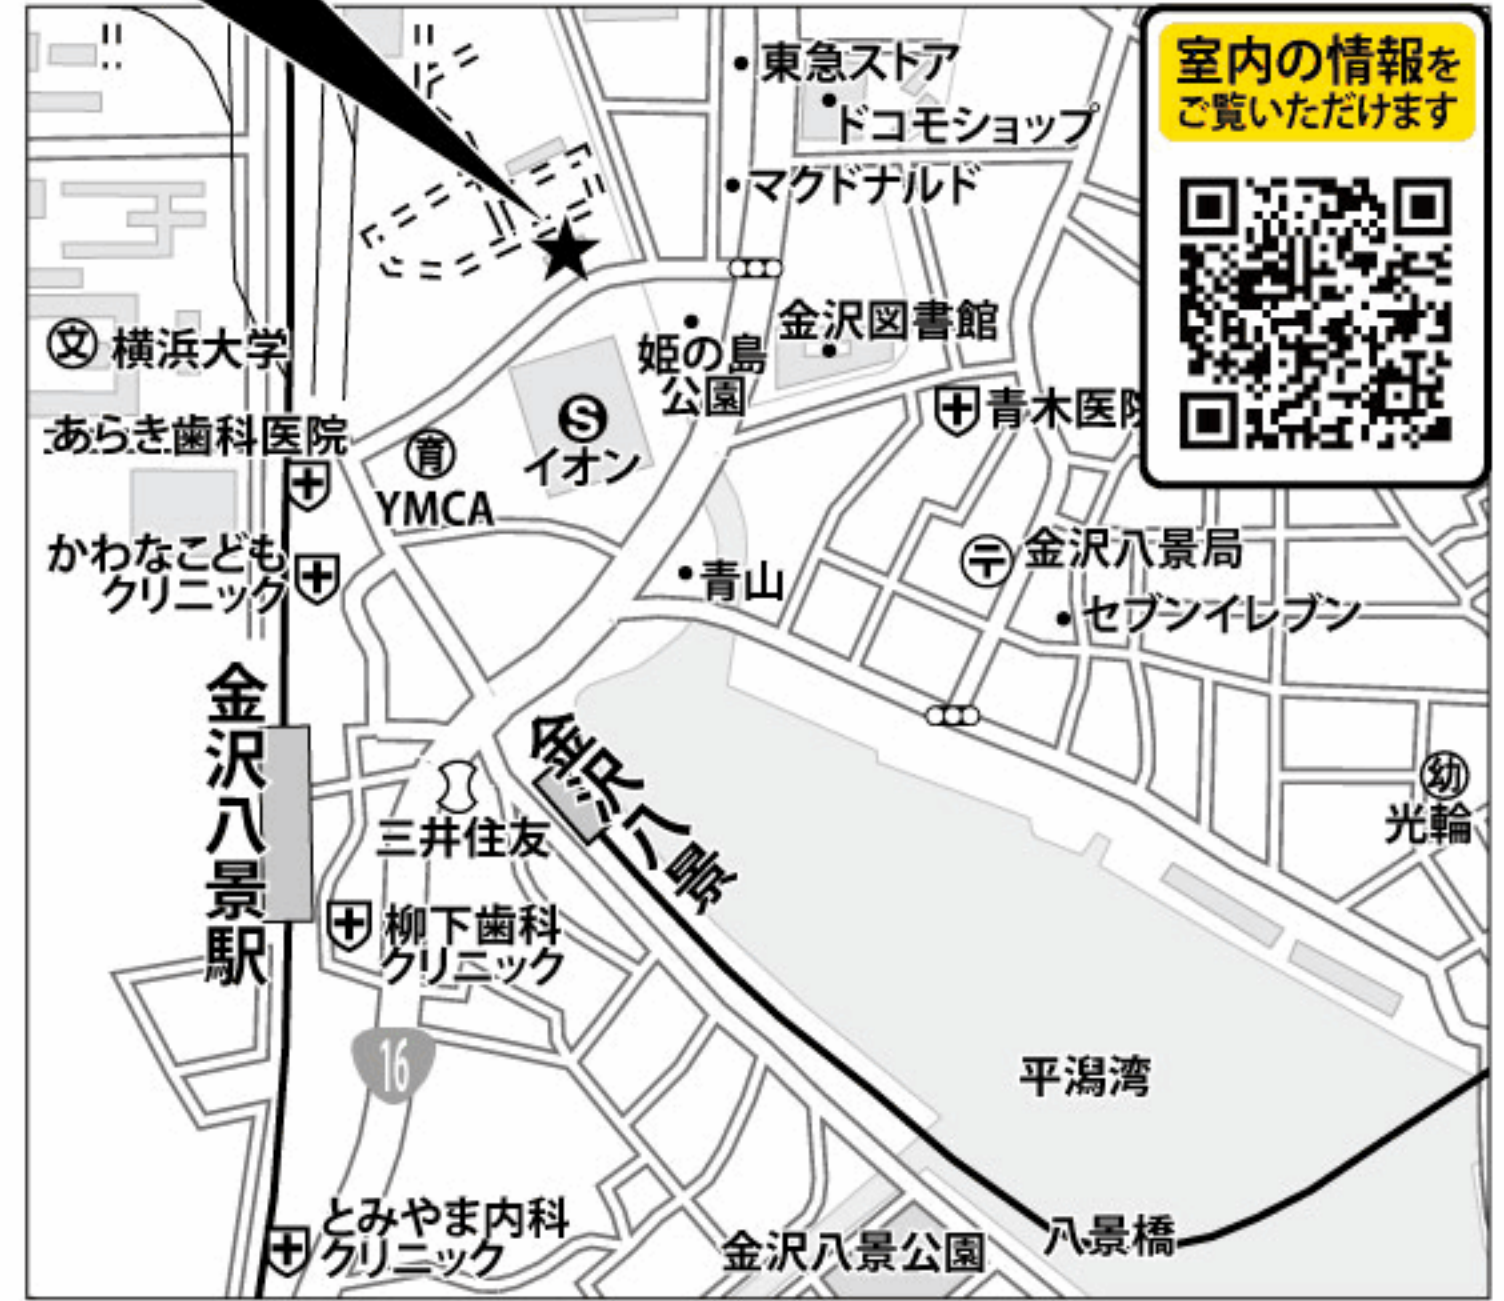 東急ストア
ドコモショップ
マクドナルド
室内の情報を
ご覧いただけます
文 横浜大学
姫の島
公園
金沢図書館
あらき歯科医院
育
YMCA
S
イオン
青木医院
かわなこども
クリニック
青山
〒 金沢八景局
セブンイレブン
金沢八景駅
金沢八景
三井住友
幼
光輪
柳下歯科
クリニック
16
平潟湾
とみやま内科
クリニック
金沢八景公園
八景橋